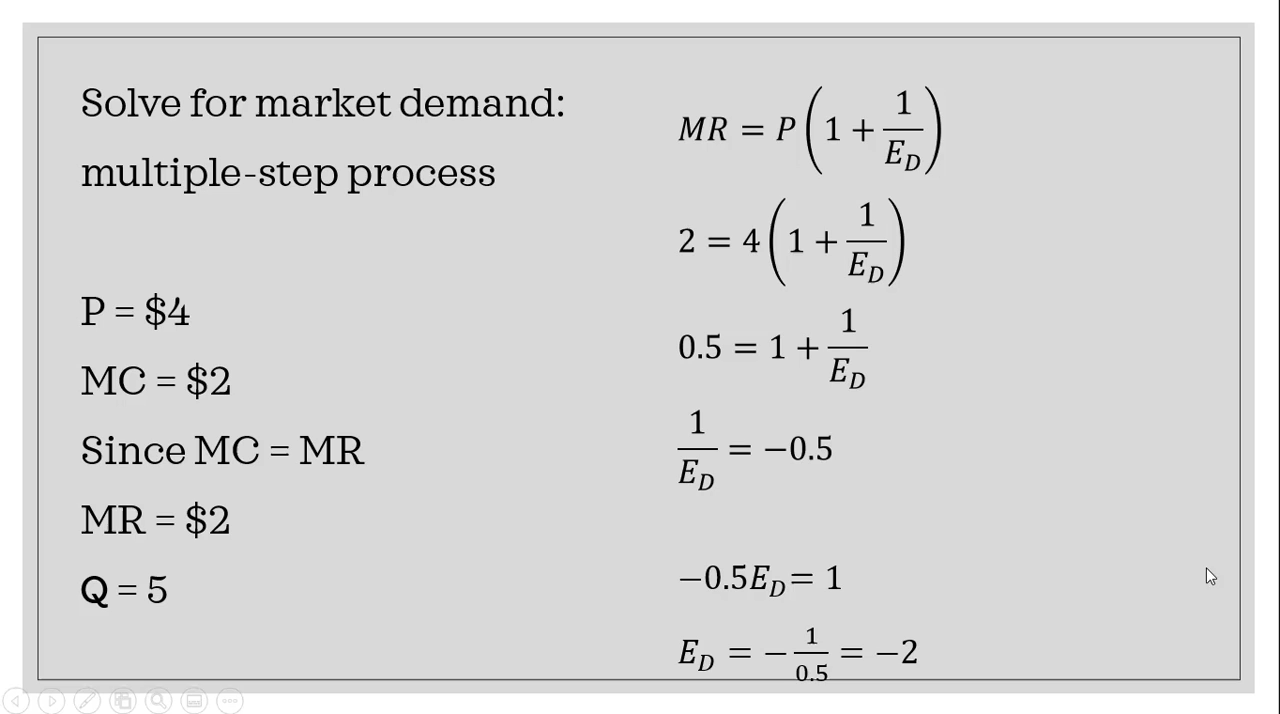 Solve for market demand:
multiple-step process
P = $4
MC = $2
Since MC = MR
MR = $2
Q = 5
MR = P(1 + 1/E_D)
2 = 4(1 + 1/E_D)
0.5 = 1 + 1/E_D
1/E_D = −0.5
−0.5E_D = 1
E_D = −1/0.5 = −2